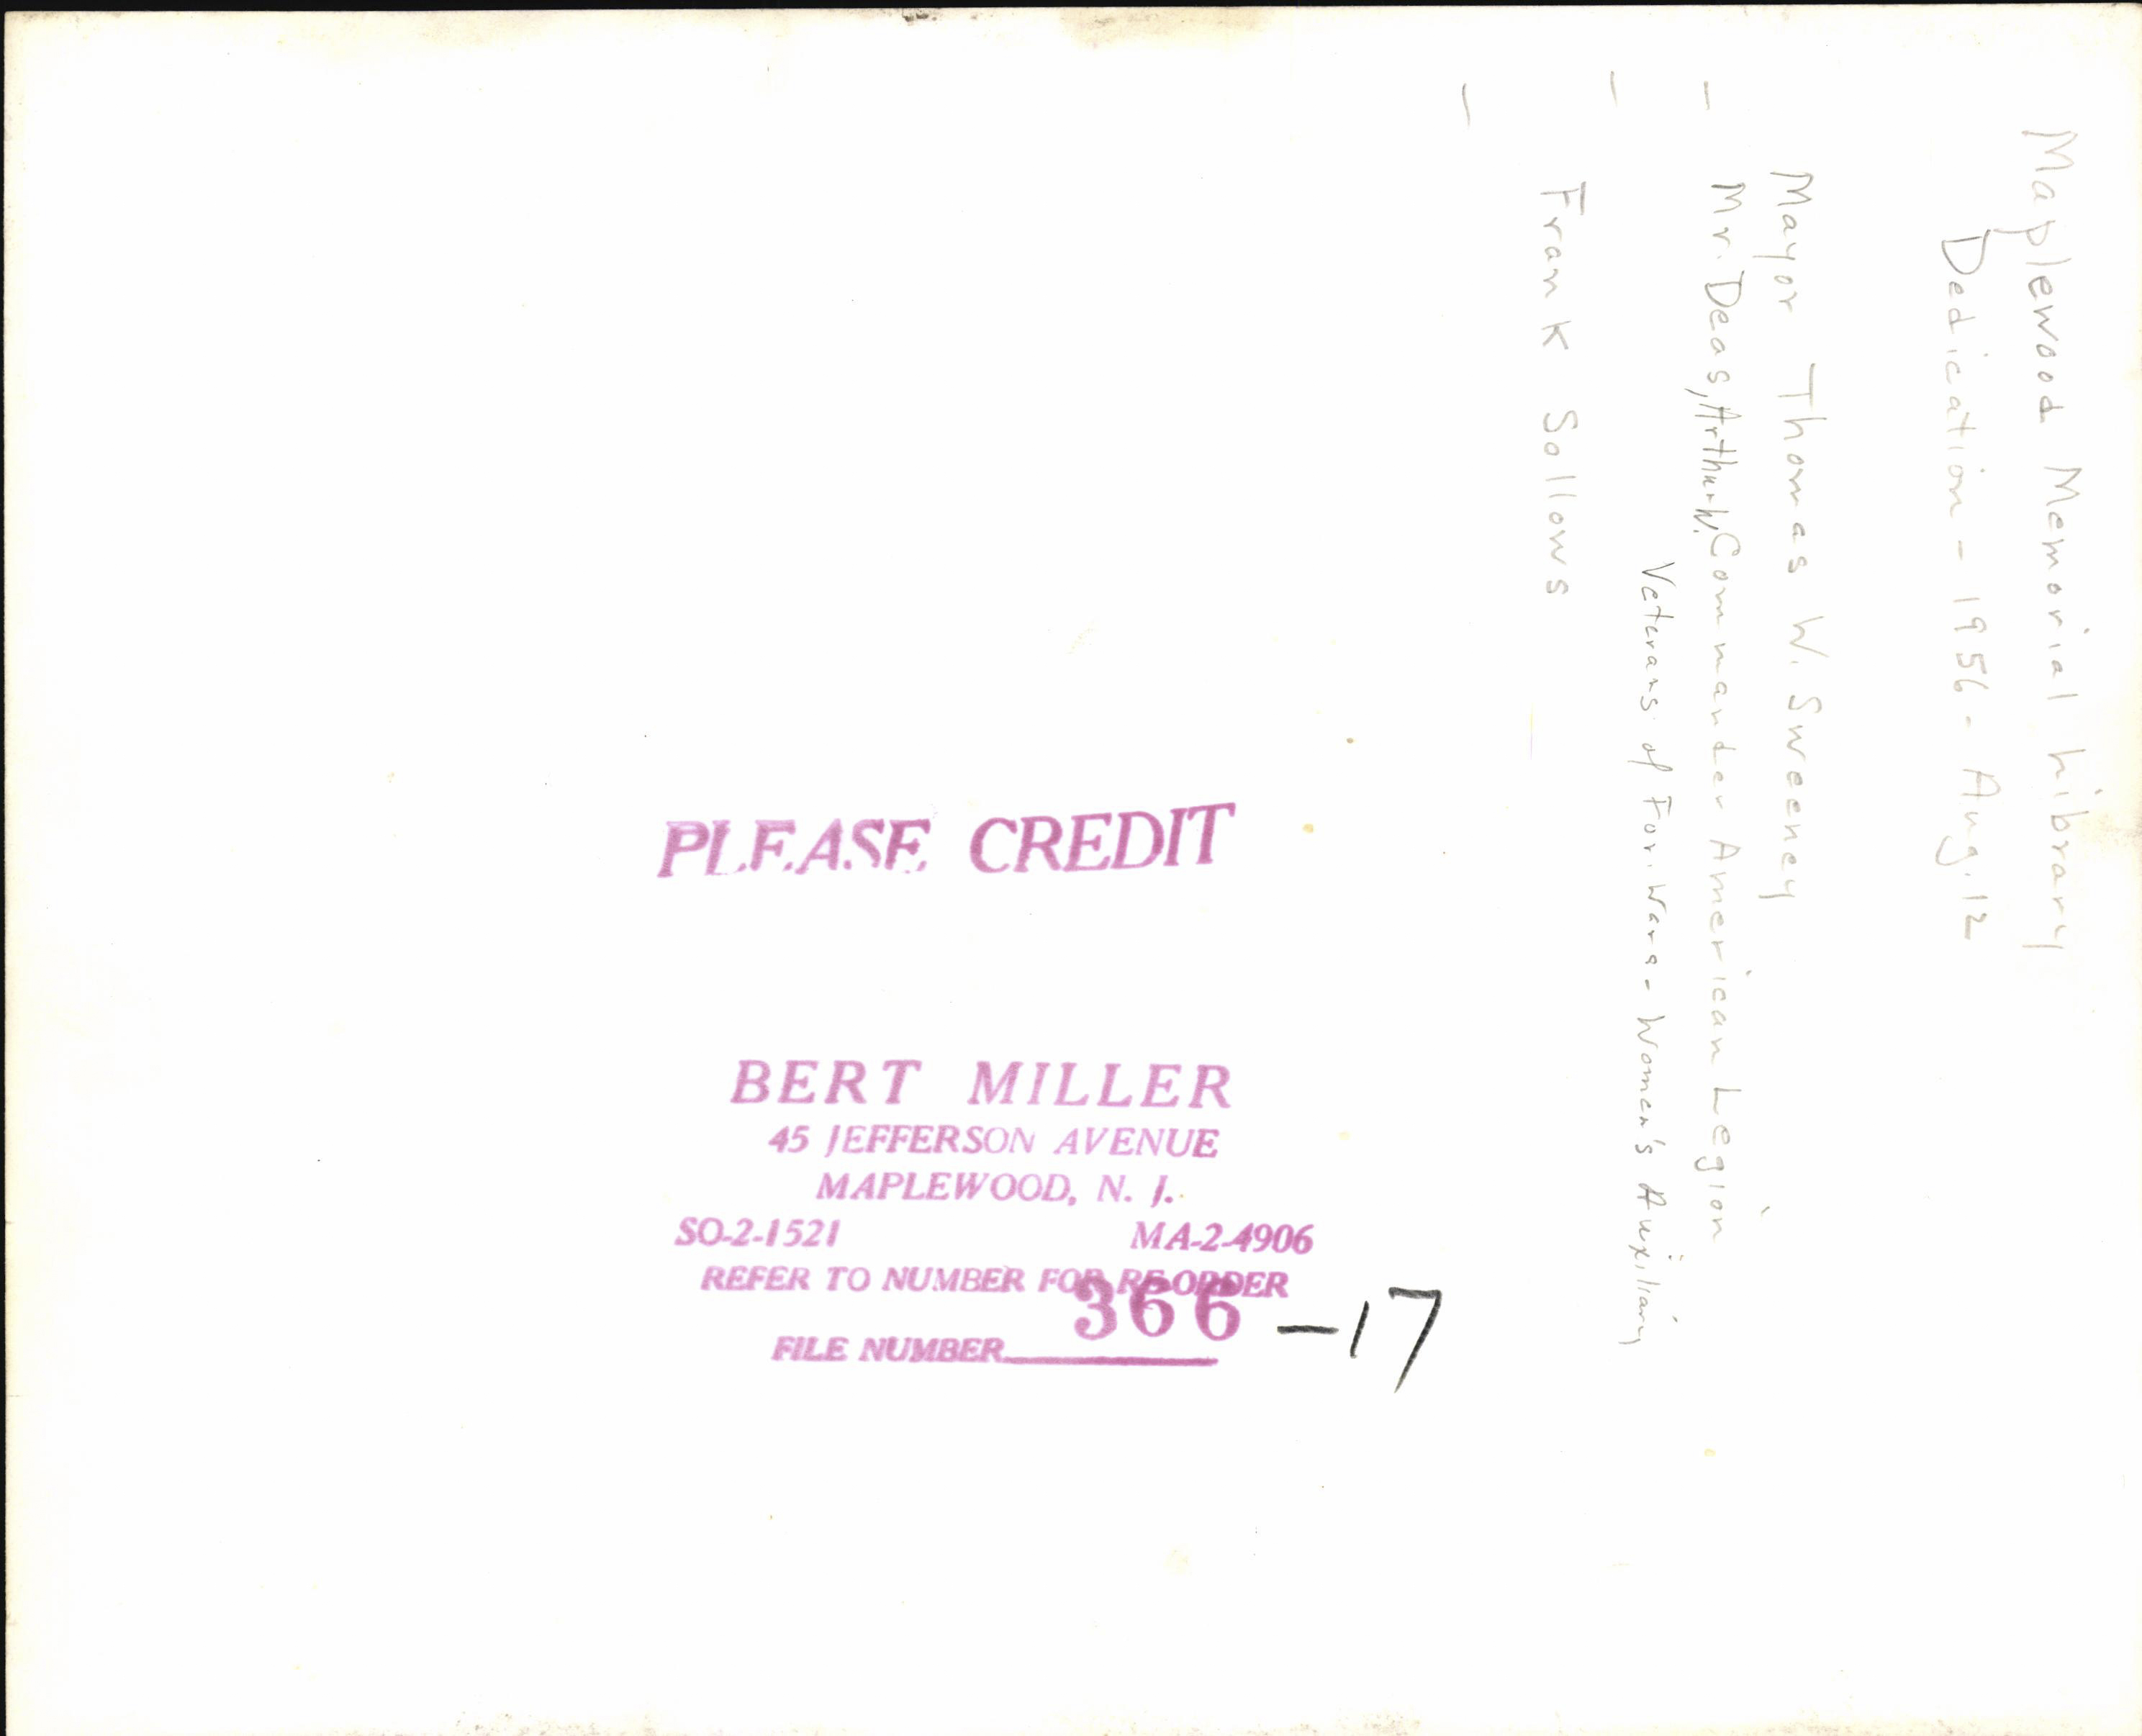 Maplewood Memorial Library
Dedication - 1956 - Aug. 12
Mayor Thomas W. Sweeney
- Mr. Deas, Arthur W. Commander American Legion
- Veterans of For. Wars - Women's Auxiliary
Frank Sollows
-
PLEASE CREDIT
BERT MILLER
45 JEFFERSON AVENUE
MAPLEWOOD, N. J.
SO-2-1521 MA-2-4906
REFER TO NUMBER FOR RE-ORDER
FILE NUMBER 366 -17